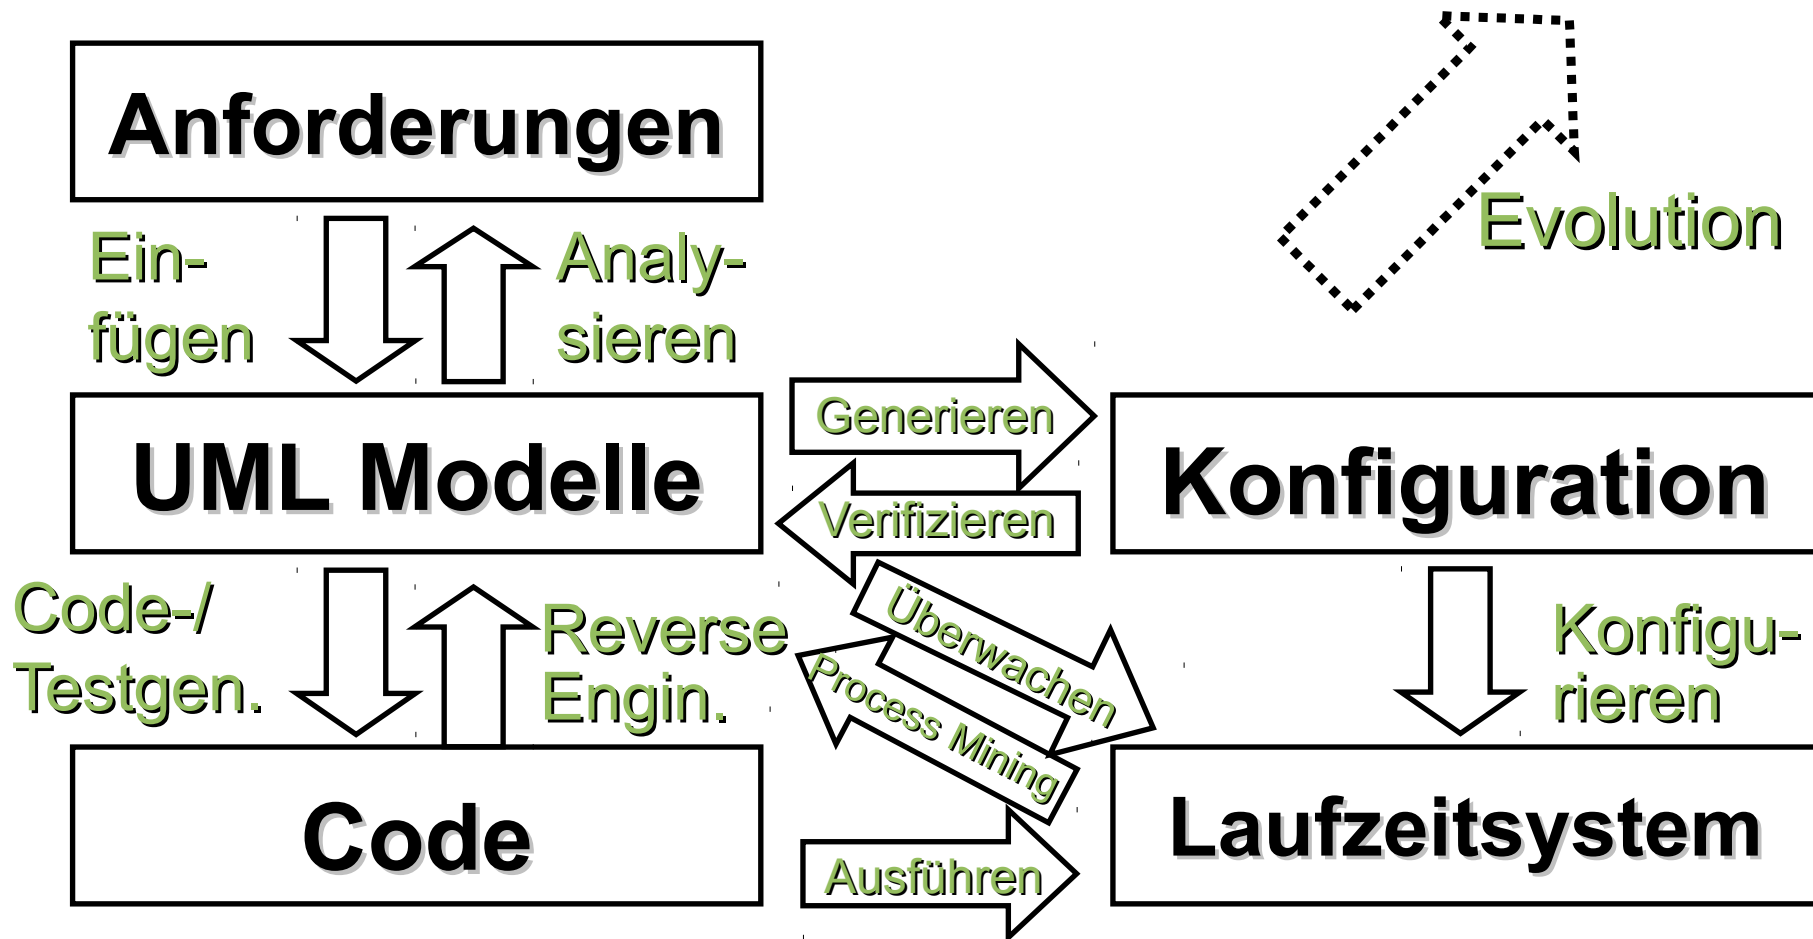 Anforderungen
Evolution
Ein-
fügen
Analy-
sieren
Generieren
UML Modelle
Verifizieren
Konfiguration
Code-/
Testgen.
Reverse
Engin.
Überwachen
Process Mining
Konfigu-
rieren
Code
Ausführen
Laufzeitsystem